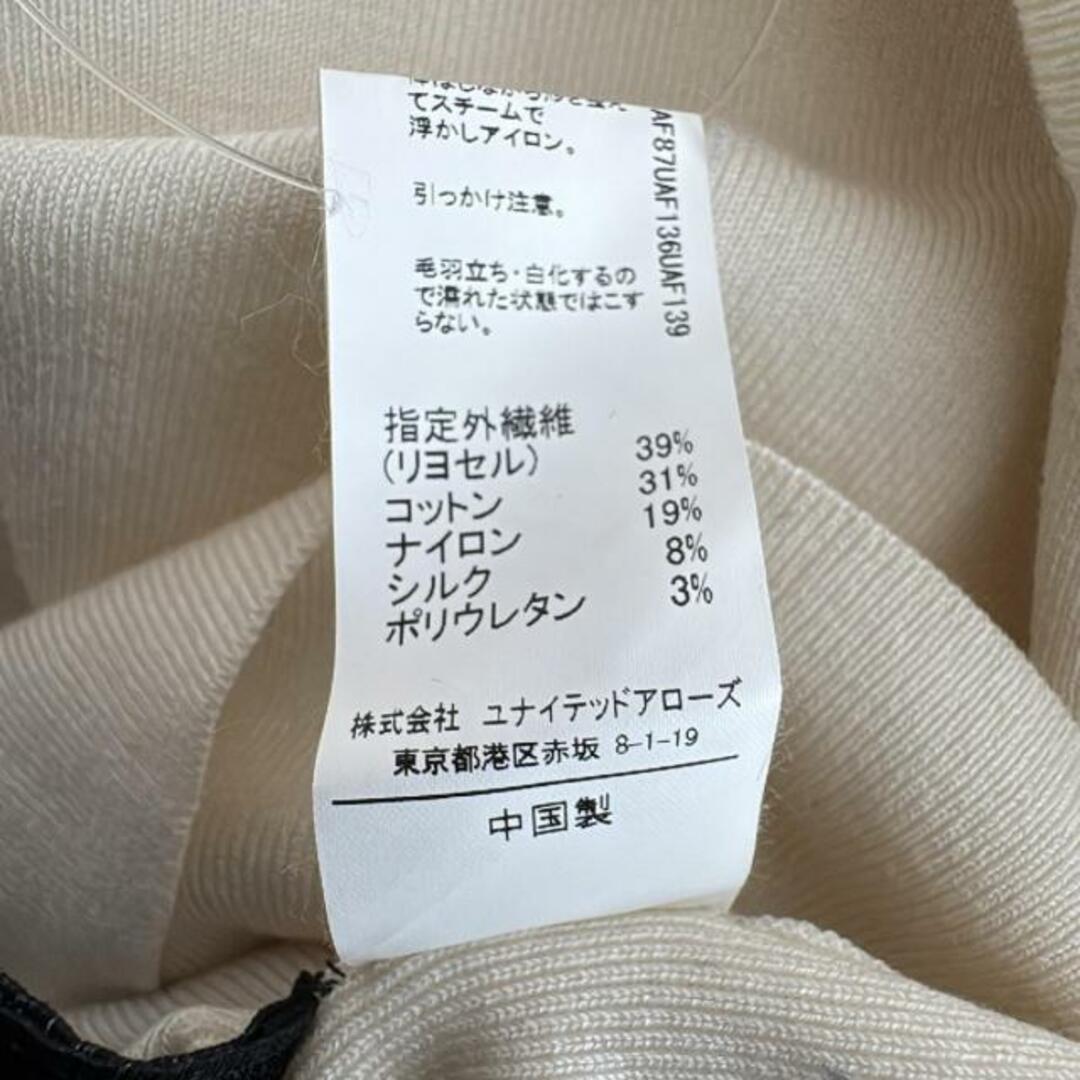 てスチームで
浮かしアイロン。
引っかけ注意。
毛羽立ち・白化するの
で濡れた状態ではこす
らない。
AF87UAF136UAF139
指定外繊維
(リヨセル) 39%
コットン 31%
ナイロン 19%
シルク 8%
ポリウレタン 3%
株式会社 ユナイテッドアローズ
東京都港区赤坂 8-1-19
中国製